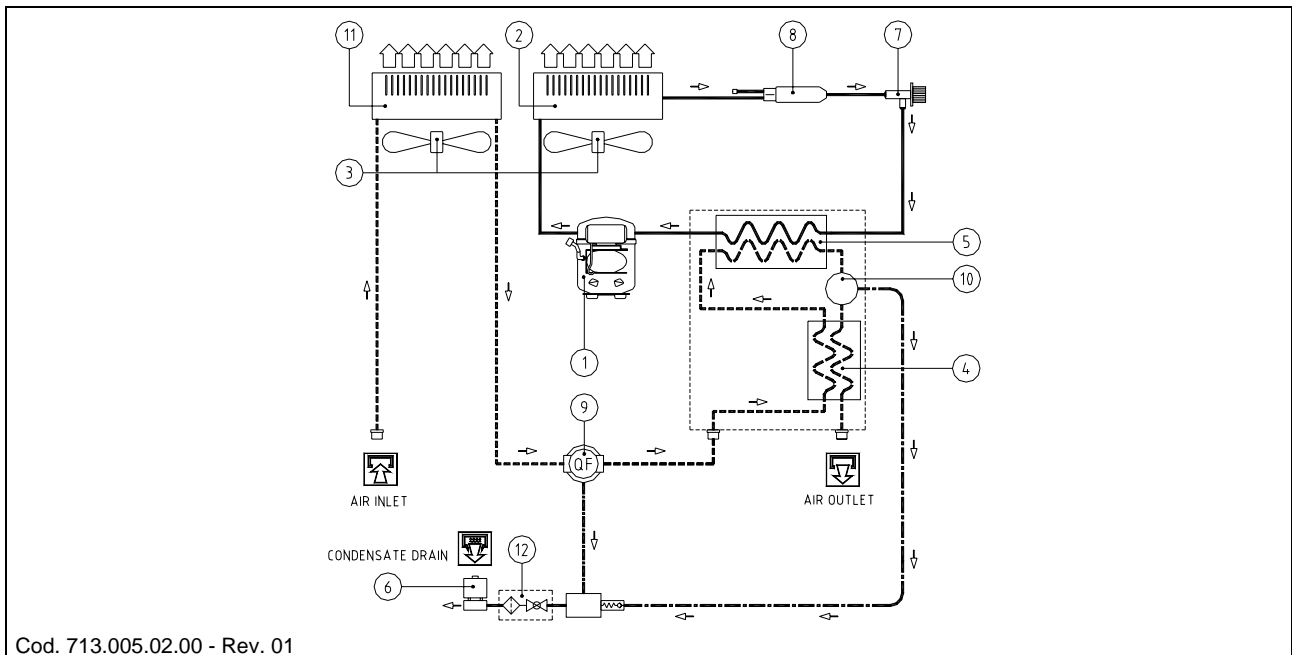 11
2
8
7
3
5
10
1
4
9
QF
AIR INLET
AIR OUTLET
CONDENSATE DRAIN
12
6
Cod. 713.005.02.00 - Rev. 01